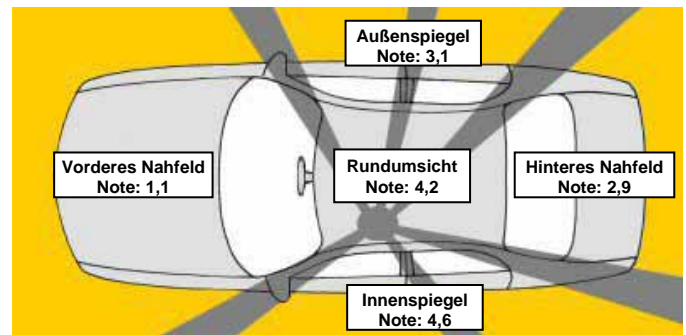 Außenspiegel
Note: 3,1
Vorderes Nahfeld
Note: 1,1
Rundumsicht
Note: 4,2
Hinteres Nahfeld
Note: 2,9
Innenspiegel
Note: 4,6